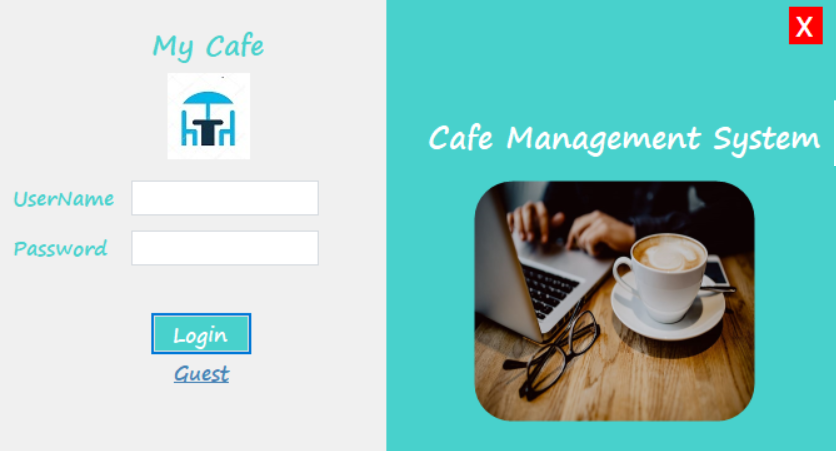 My Cafe
UserName
Password
Login
Guest
X
Cafe Management System